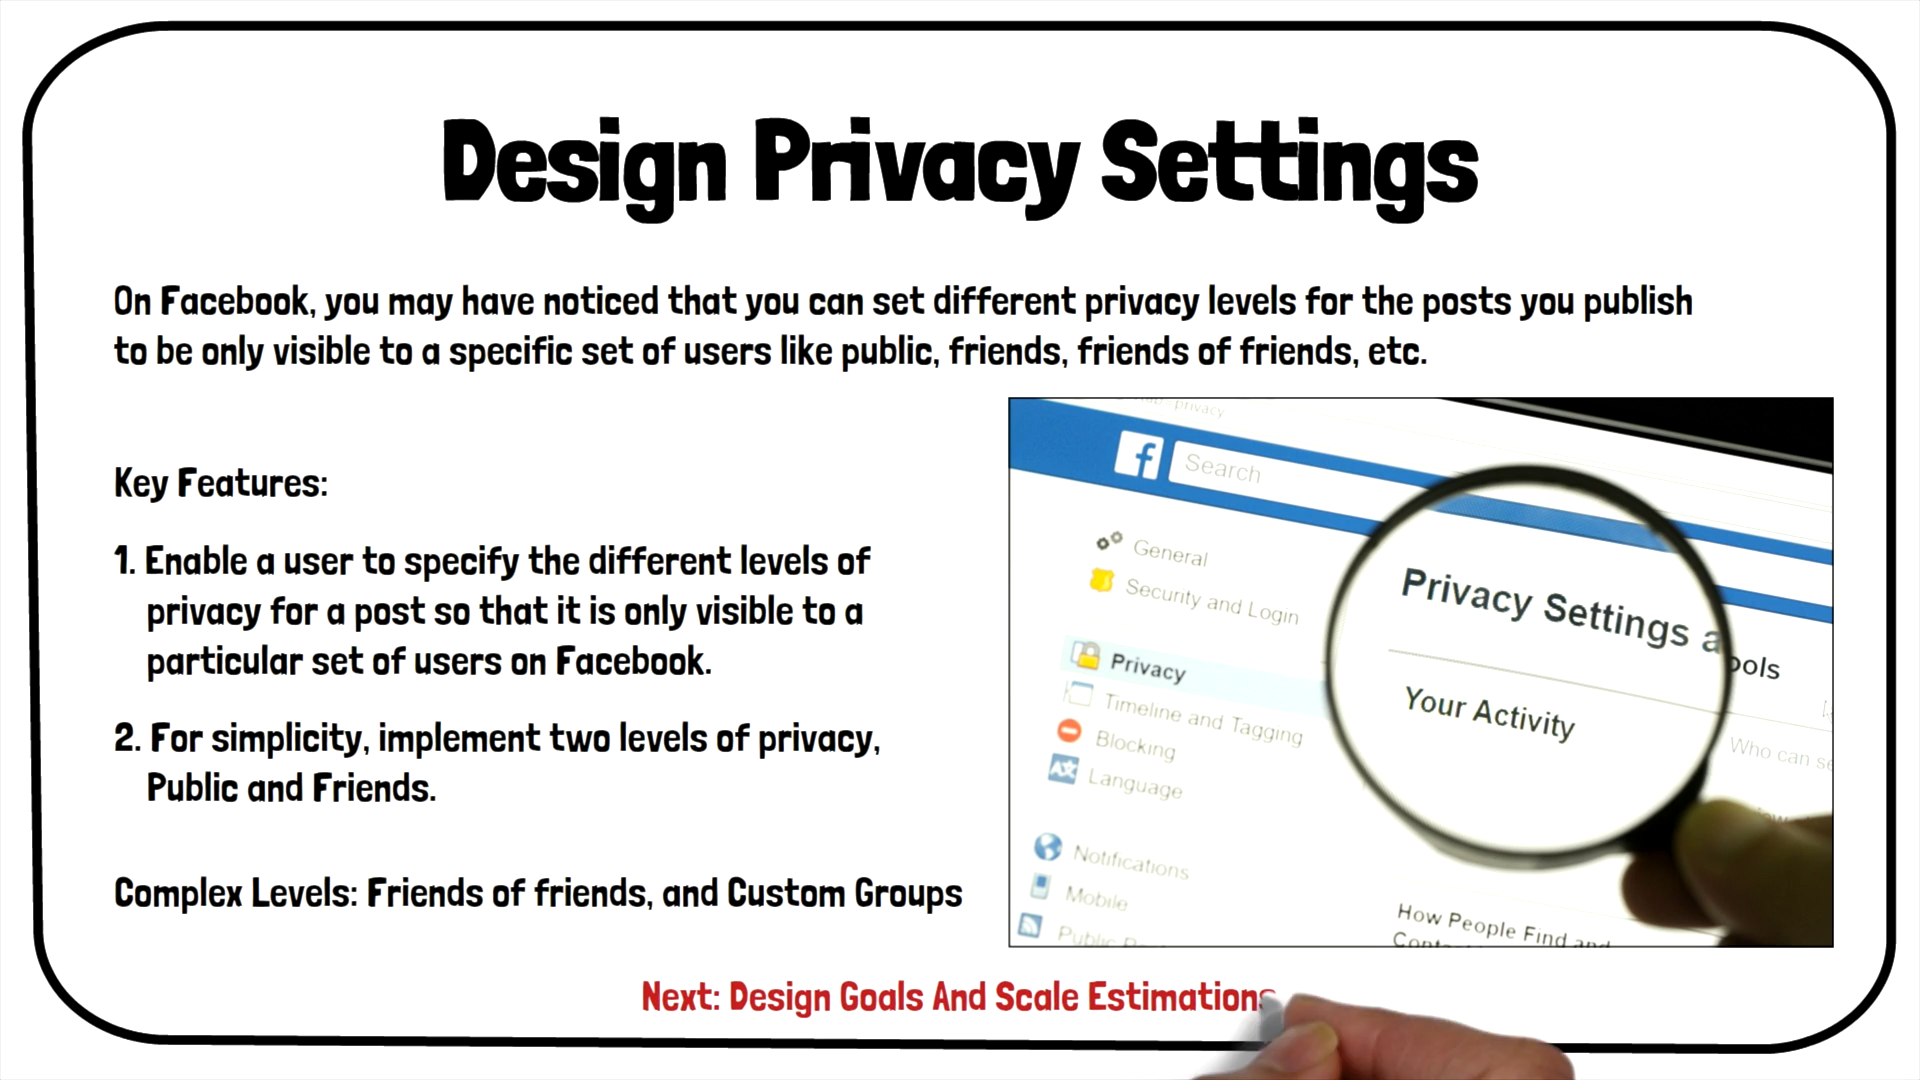 Design Privacy Settings
On Facebook, you may have noticed that you can set different privacy levels for the posts you publish
to be only visible to a specific set of users like public, friends, friends of friends, etc.
Key Features:
1. Enable a user to specify the different levels of
privacy for a post so that it is only visible to a
particular set of users on Facebook.
2. For simplicity, implement two levels of privacy,
Public and Friends.
Complex Levels: Friends of friends, and Custom Groups
privacy
f Search
General
Security and Login
Privacy
Timeline and Tagging
Blocking
Language
Notifications
Mobile
Public
Privacy Settings a
ools
Your Activity
Who can se
How People Find and
Next: Design Goals And Scale Estimations